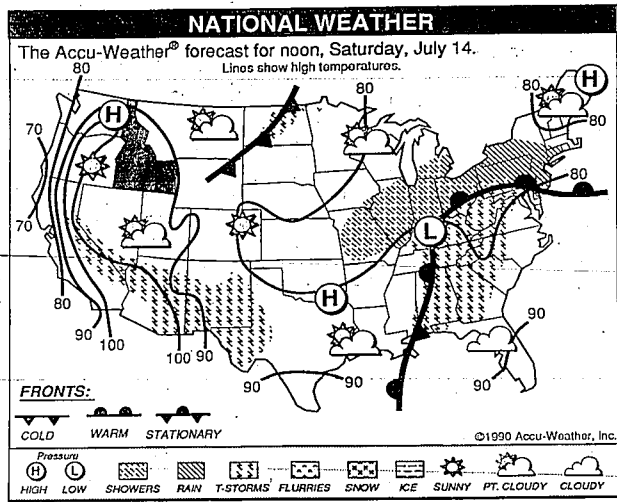 NATIONAL WEATHER
The Accu-Weather® forecast for noon, Saturday, July 14.
Lines show high temperatures.
80
80
80
H
H
70
80
70
L
H
80
90
100
100
90
90
90
90
90
FRONTS:
COLD WARM STATIONARY
©1990 Accu-Weather, Inc.
Pressure
H L
HIGH LOW SHOWERS RAIN T-STORMS FLURRIES SNOW ICE SUNNY PT. CLOUDY CLOUDY